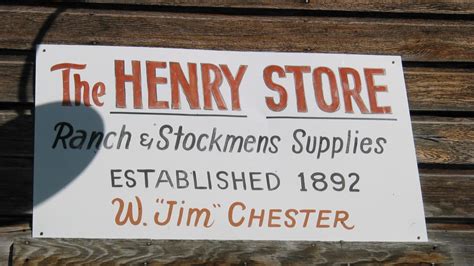 The HENRY STORE
Ranch & Stockmens Supplies
ESTABLISHED 1892
W. "Jim" CHESTER